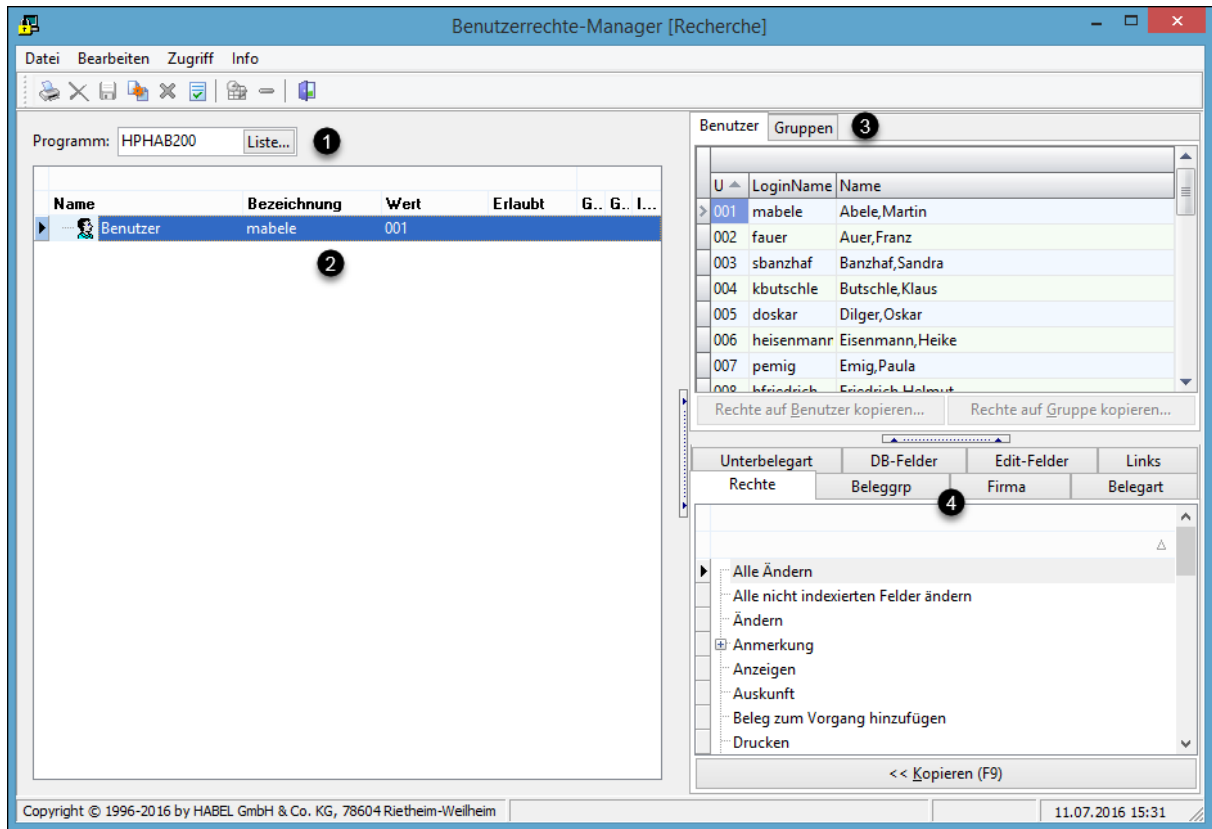 Benutzerrechte-Manager [Recherche]
Datei Bearbeiten Zugriff Info
Programm: HPHAB200 Liste... 1
Name Bezeichnung Wert Erlaubt G.. G.. I...
Benutzer mabele 001
2
Benutzer Gruppen 3
U LoginName Name
001 mabele Abele,Martin
002 fauer Auer,Franz
003 sbanzhaf Banzhaf,Sandra
004 kbutschle Butschle,Klaus
005 doskar Dilger,Oskar
006 heisenmann Eisenmann,Heike
007 pemig Emig,Paula
008 hfriedrich Friedrich,Helmut
Rechte auf Benutzer kopieren... Rechte auf Gruppe kopieren...
Unterbelegart DB-Felder Edit-Felder Links
Rechte Beleggrp Firma Belegart
4
Alle Ändern
Alle nicht indexierten Felder ändern
Ändern
Anmerkung
Anzeigen
Auskunft
Beleg zum Vorgang hinzufügen
Drucken
<< Kopieren (F9)
Copyright © 1996-2016 by HABEL GmbH & Co. KG, 78604 Rietheim-Weilheim 11.07.2016 15:31